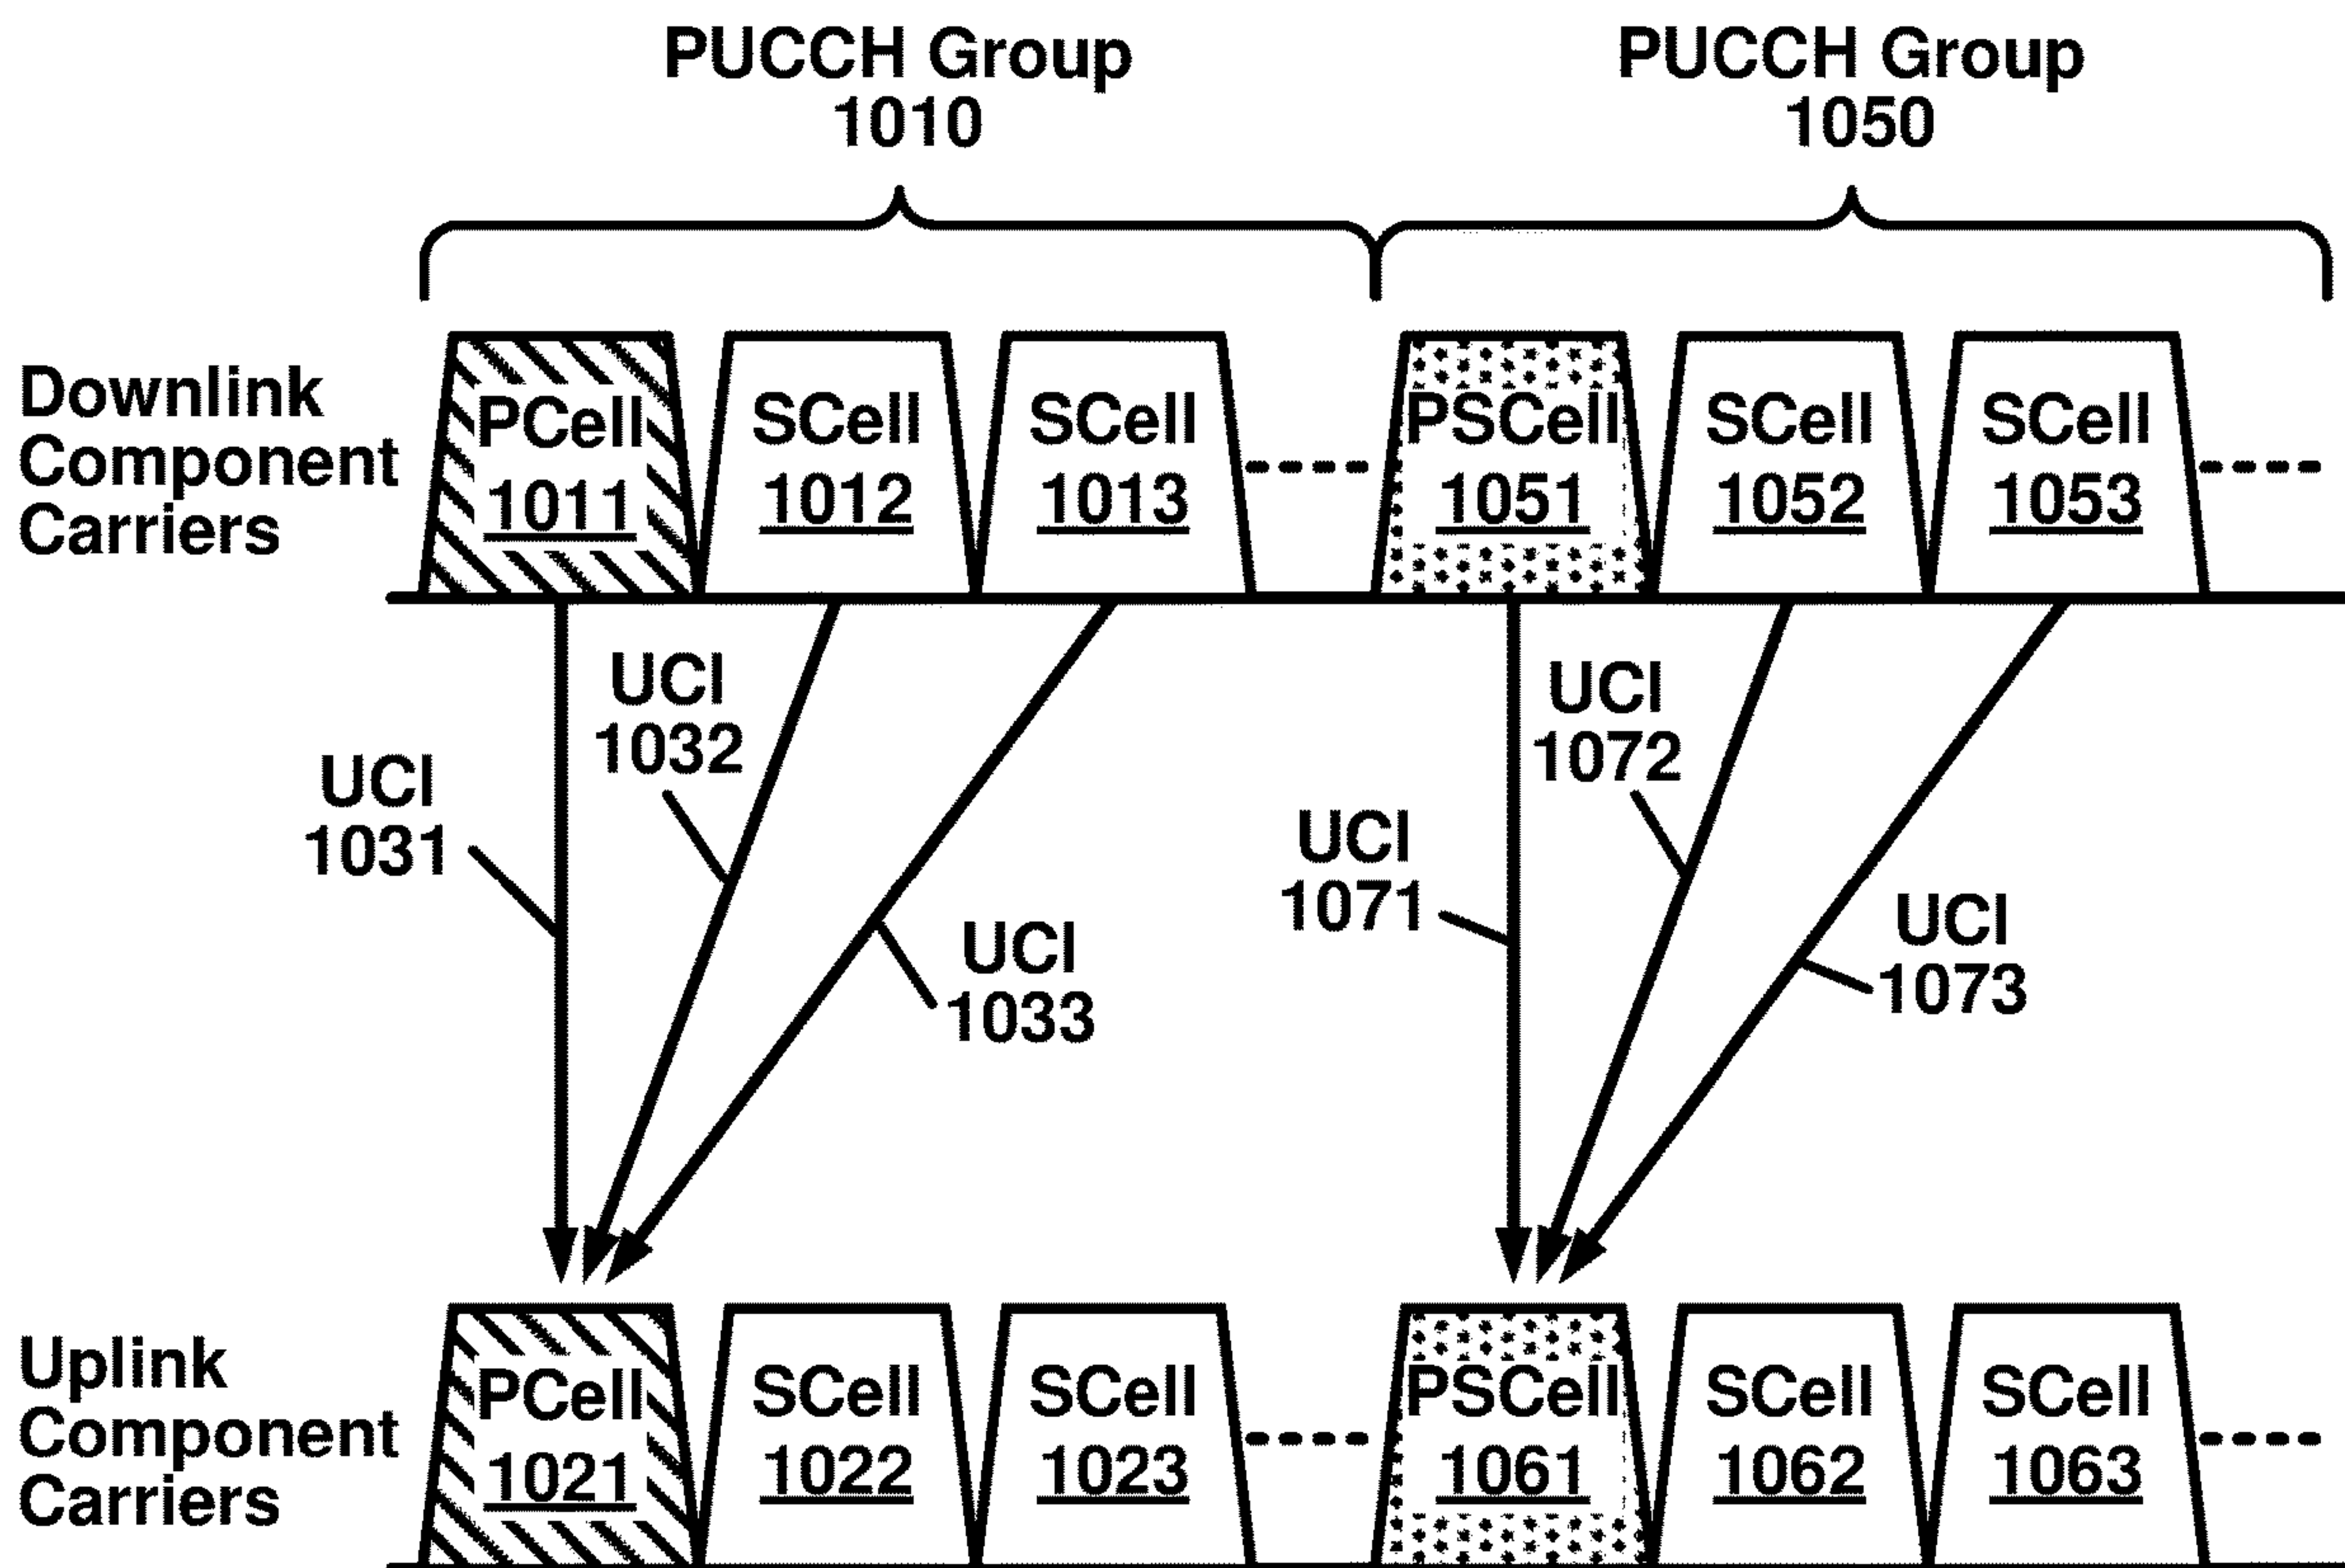 PUCCH Group
1010
PUCCH Group
1050
Downlink
Component
Carriers
PCell
1011
SCell
1012
SCell
1013
PSCell
1051
SCell
1052
SCell
1053
UCI
1031
UCI
1032
UCI
1033
UCI
1071
UCI
1072
UCI
1073
Uplink
Component
Carriers
PCell
1021
SCell
1022
SCell
1023
PSCell
1061
SCell
1062
SCell
1063